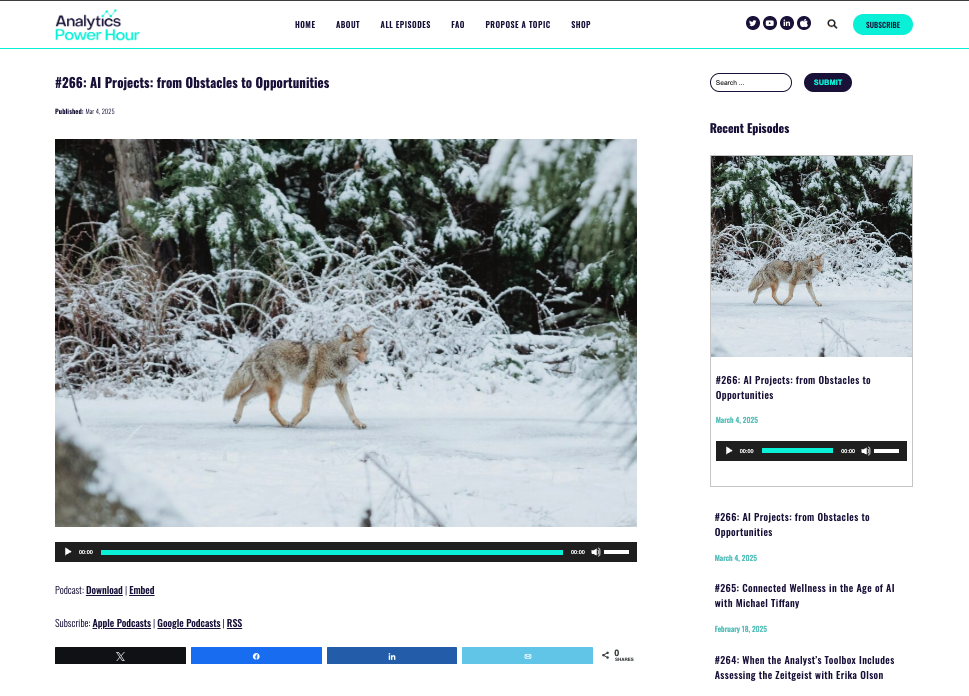 Analytics
Power Hour
HOME ABOUT ALL EPISODES FAQ PROPOSE A TOPIC SHOP
SUBSCRIBE
#266: AI Projects: from Obstacles to Opportunities
Published: Mar 4, 2025
00:00 00:00
Podcast: Download | Embed
Subscribe: Apple Podcasts | Google Podcasts | RSS
0
SHARES
Search ...
SUBMIT
Recent Episodes
#266: AI Projects: from Obstacles to
Opportunities
March 4, 2025
00:00 00:00
#266: AI Projects: from Obstacles to
Opportunities
March 4, 2025
#265: Connected Wellness in the Age of AI
with Michael Tiffany
February 18, 2025
#264: When the Analyst's Toolbox Includes
Assessing the Zeitgeist with Erika Olson